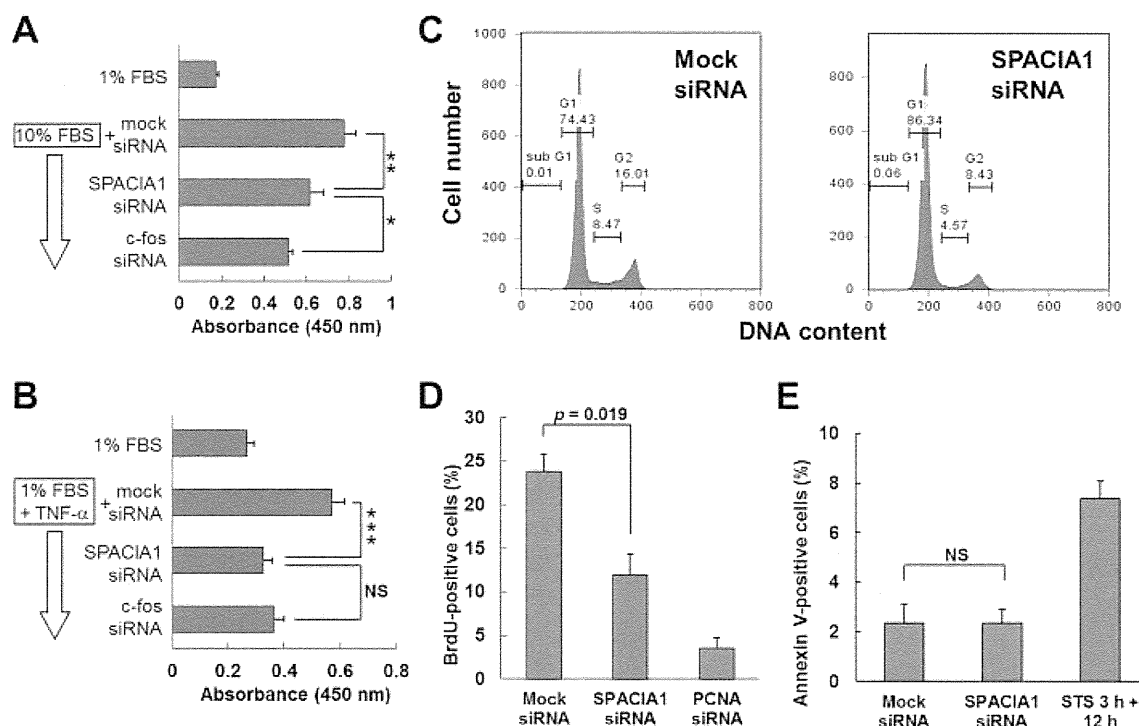 A
1% FBS
10% FBS + mock siRNA
SPACIA1 siRNA
c-fos siRNA
**
*
0 0.2 0.4 0.6 0.8 1
Absorbance (450 nm)
B
1% FBS
1% FBS + TNF-α + mock siRNA
SPACIA1 siRNA
c-fos siRNA
***
NS
0 0.2 0.4 0.6 0.8
Absorbance (450 nm)
C
Cell number
1000
800
600
400
200
0
Mock siRNA
G1
74.43
sub G1
0.01
G2
16.01
S
8.47
0 200 400 600 800
SPACIA1 siRNA
800
600
400
200
0
G1
86.34
sub G1
0.06
G2
8.43
S
4.57
0 200 400 600 800
DNA content
D
BrdU-positive cells (%)
30
25
20
15
10
5
0
p = 0.019
Mock siRNA
SPACIA1 siRNA
PCNA siRNA
E
Annexin V-positive cells (%)
10
8
6
4
2
0
NS
Mock siRNA
SPACIA1 siRNA
STS 3 h + 12 h